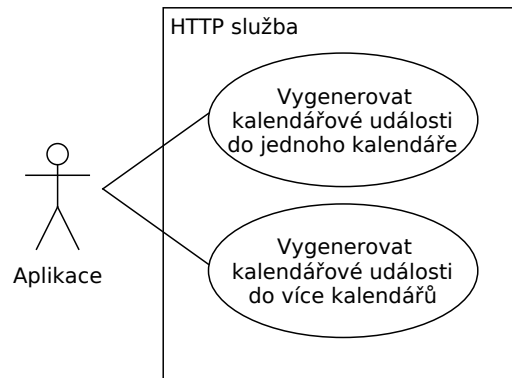 HTTP služba
Vygenerovat
kalendářové události
do jednoho kalendáře
Aplikace
Vygenerovat
kalendářové události
do více kalendářů